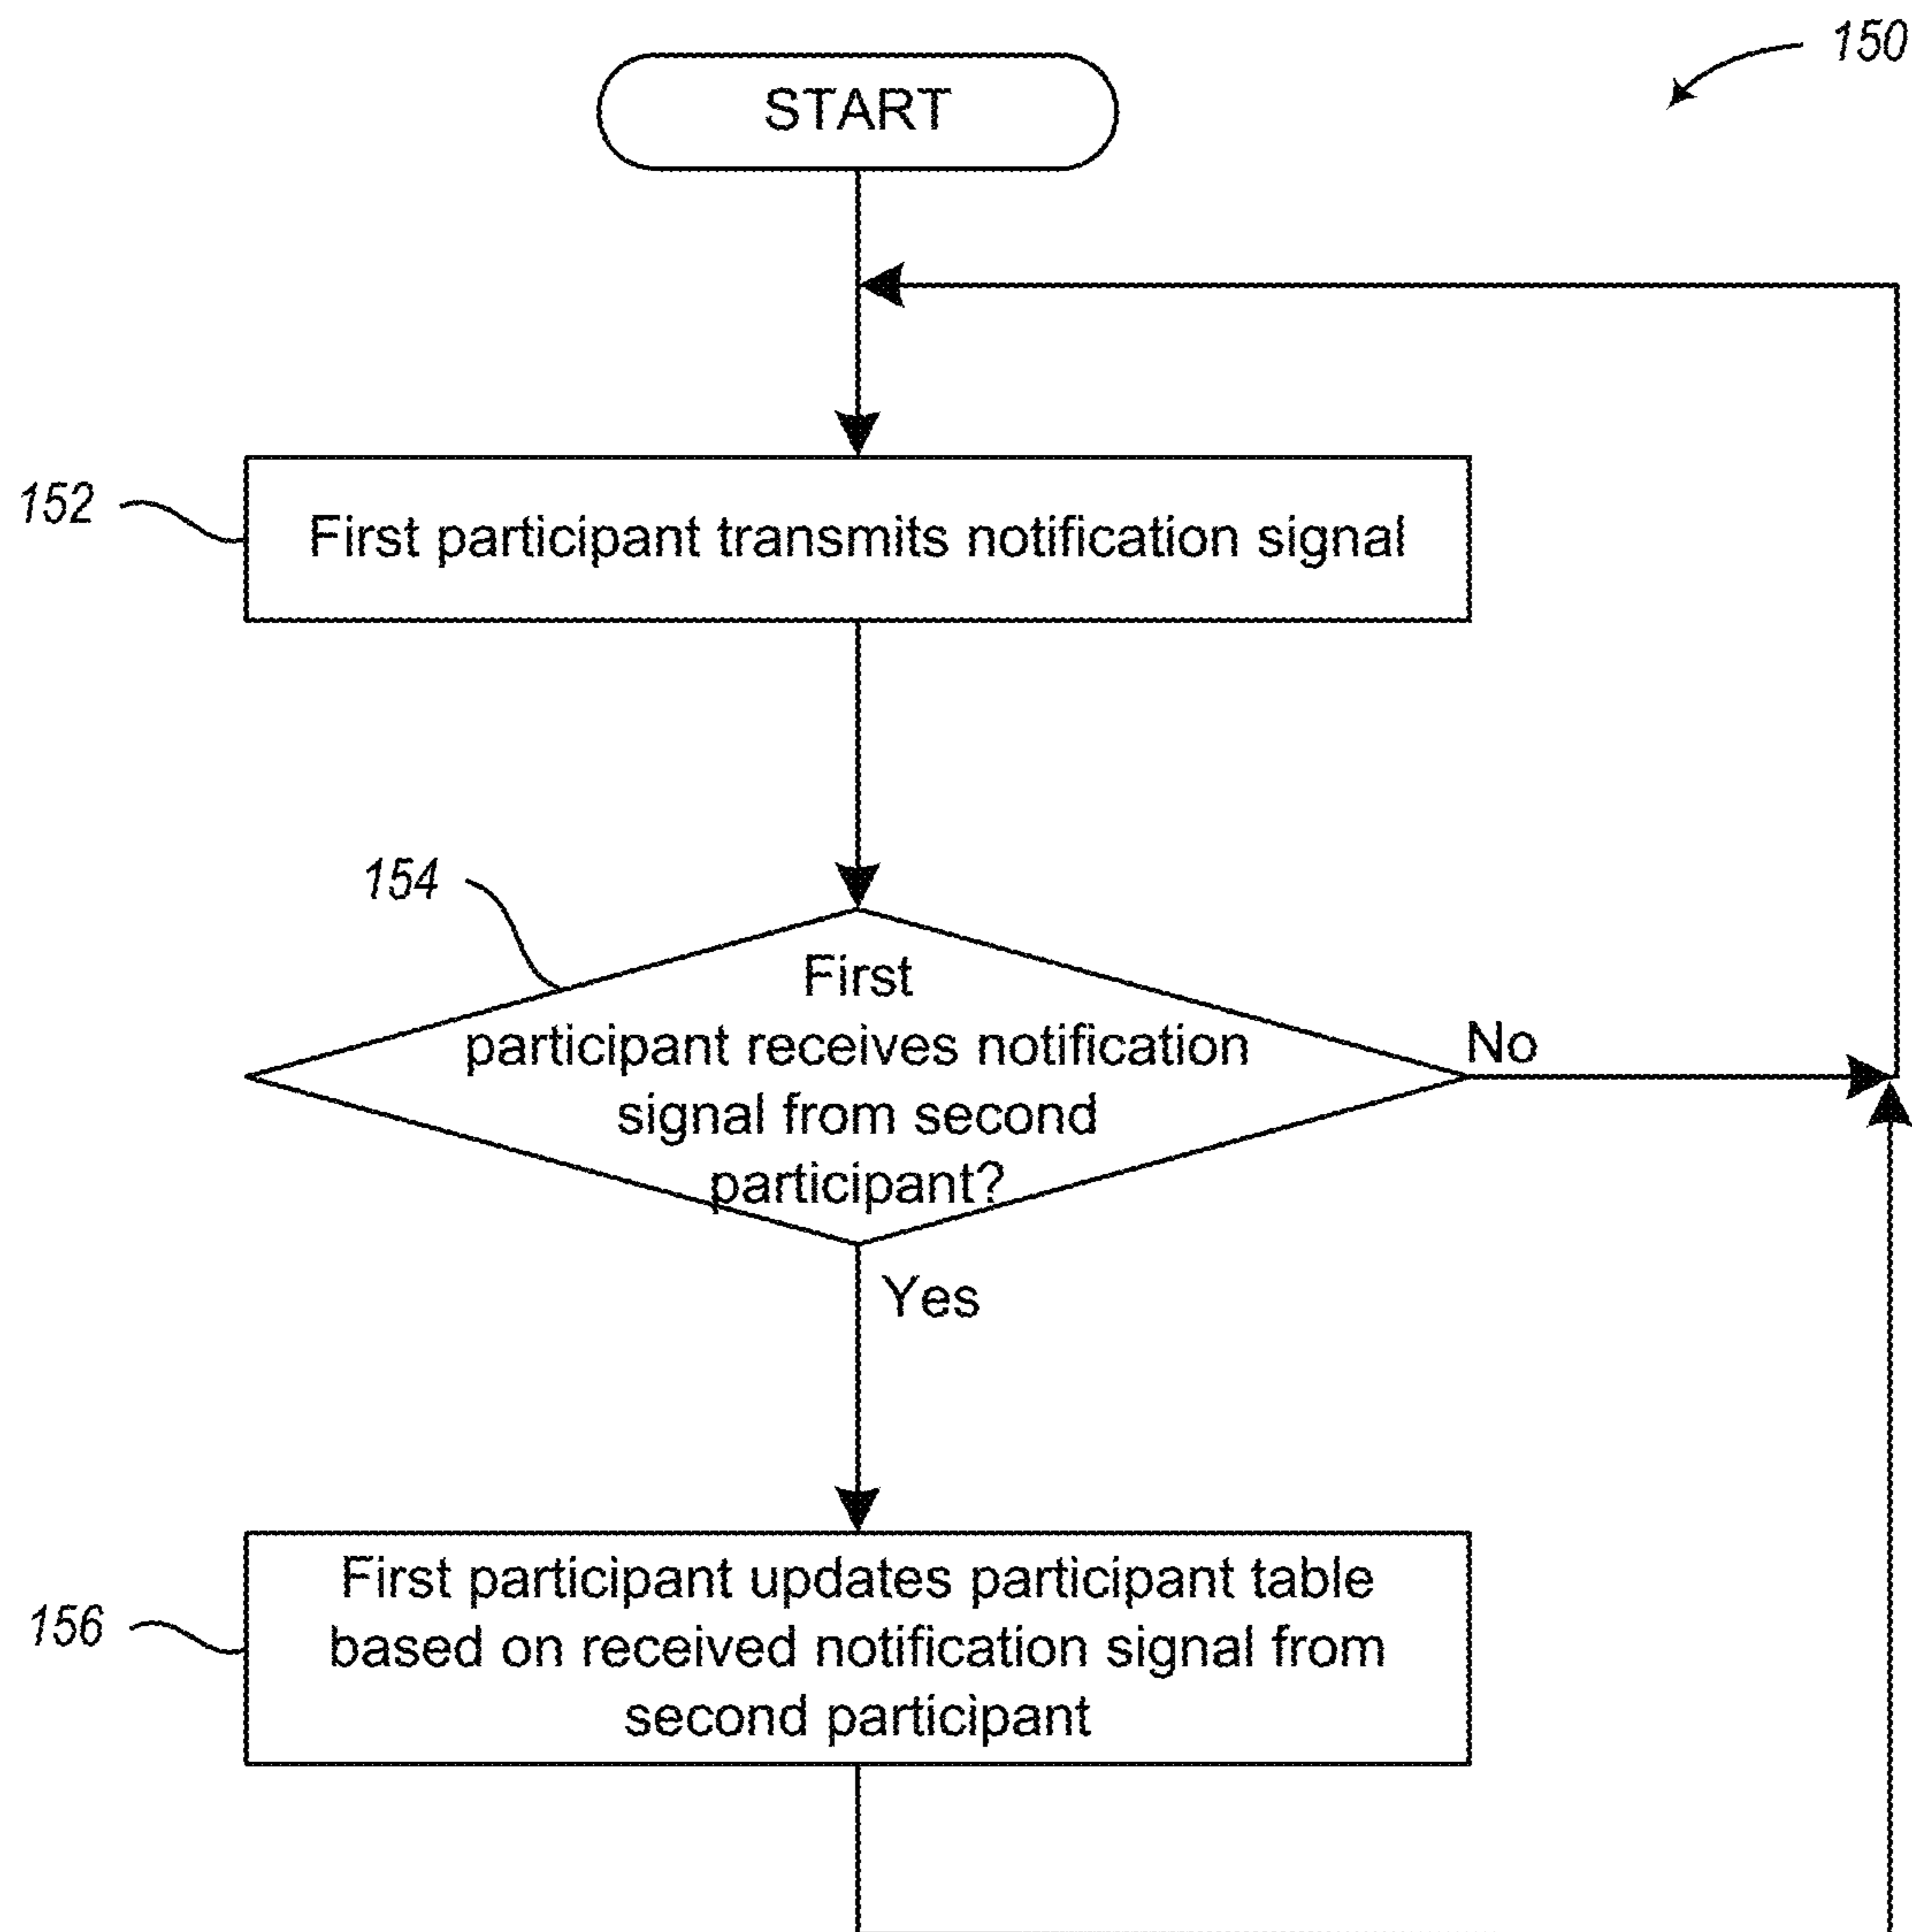 150
START
152
First participant transmits notification signal
154
First
participant receives notification
signal from second
participant?
No
Yes
156
First participant updates participant table
based on received notification signal from
second participant